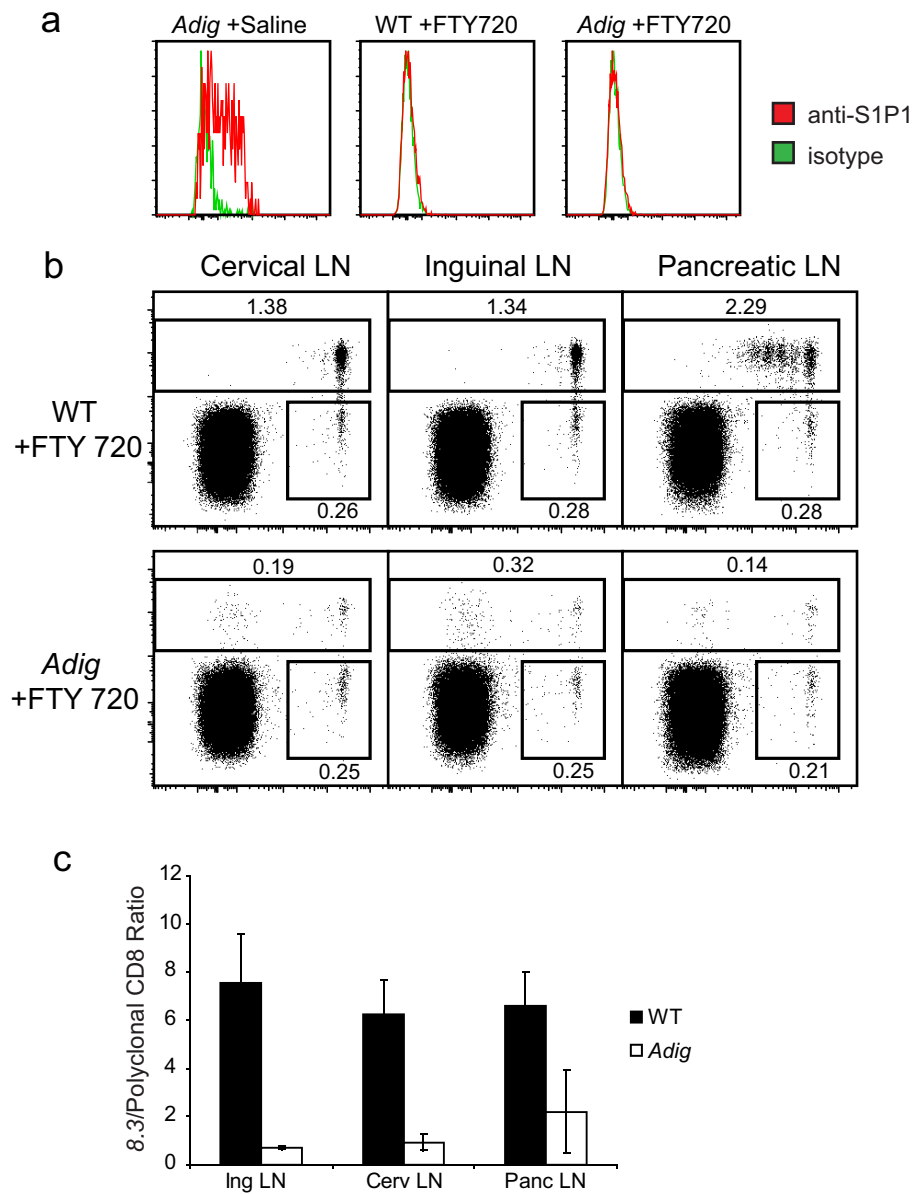 a
Adig +Saline
WT +FTY720
Adig +FTY720
anti-S1P1
isotype
b
Cervical LN
Inguinal LN
Pancreatic LN
WT
+FTY 720
1.38
1.34
2.29
0.26
0.28
0.28
Adig
+FTY 720
0.19
0.32
0.14
0.25
0.25
0.21
c
8.3/Polyclonal CD8 Ratio
12
10
8
6
4
2
0
Ing LN
Cerv LN
Panc LN
WT
Adig